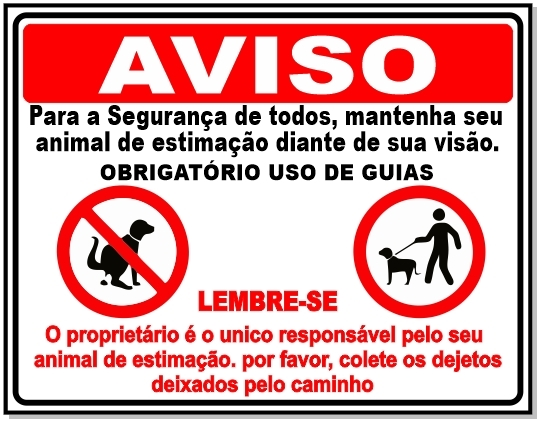 AVISO
Para a Segurança de todos, mantenha seu
animal de estimação diante de sua visão.
OBRIGATÓRIO USO DE GUIAS
LEMBRE-SE
O proprietário é o unico responsável pelo seu
animal de estimação. por favor, colete os dejetos
deixados pelo caminho